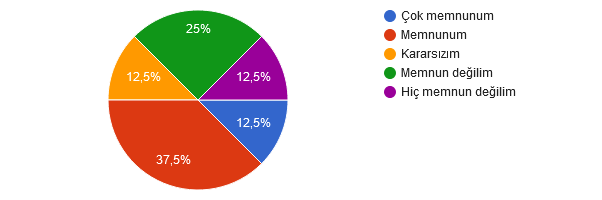 25%
12,5%
12,5%
12,5%
37,5%
Çok memnunum
Memnunum
Kararsızım
Memnun değilim
Hiç memnun değilim